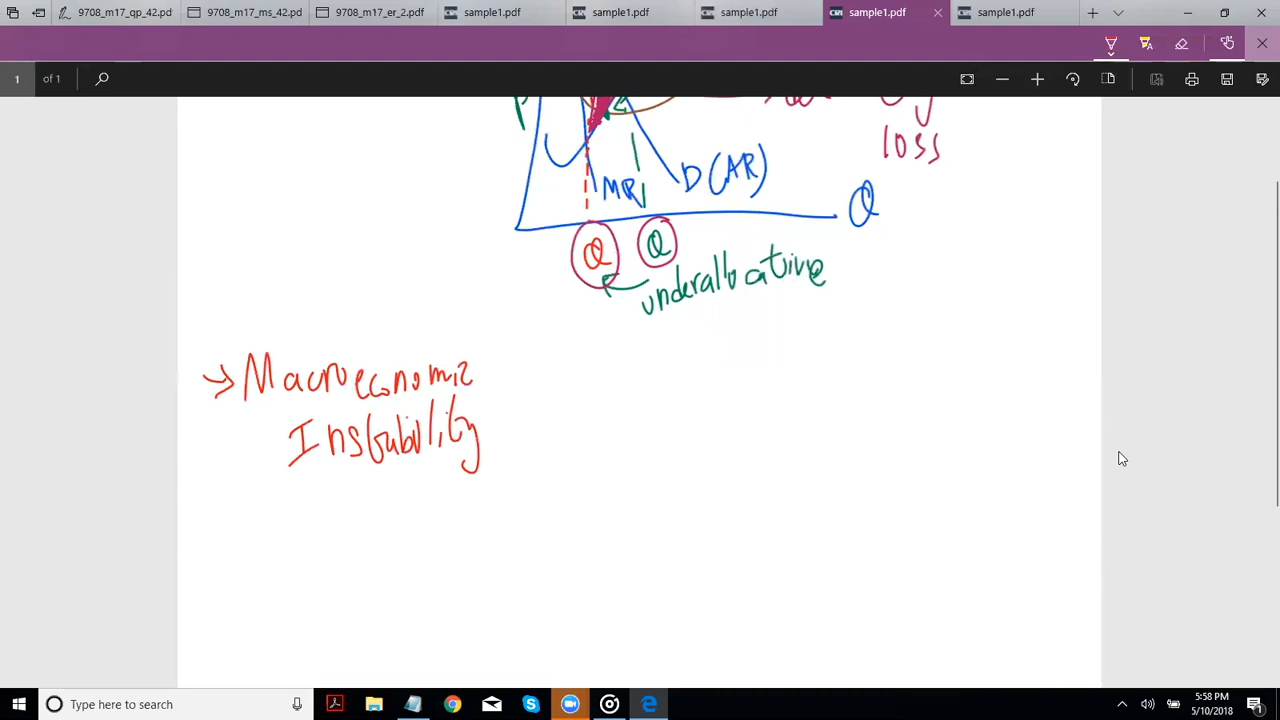 9708_m17_qp_42.pdf
9708_m17_ms_42.pdf
9708_m17_er_2.pdf
sample1.pdf
sample1.pdf
sample1.pdf
sample1.pdf
sample1.pdf
1 of 1
P
loss
MR
D(AR)
Q
Q Q
underallocative
→ Macroeconomic
Instability
Type here to search
5:58 PM
5/10/2018